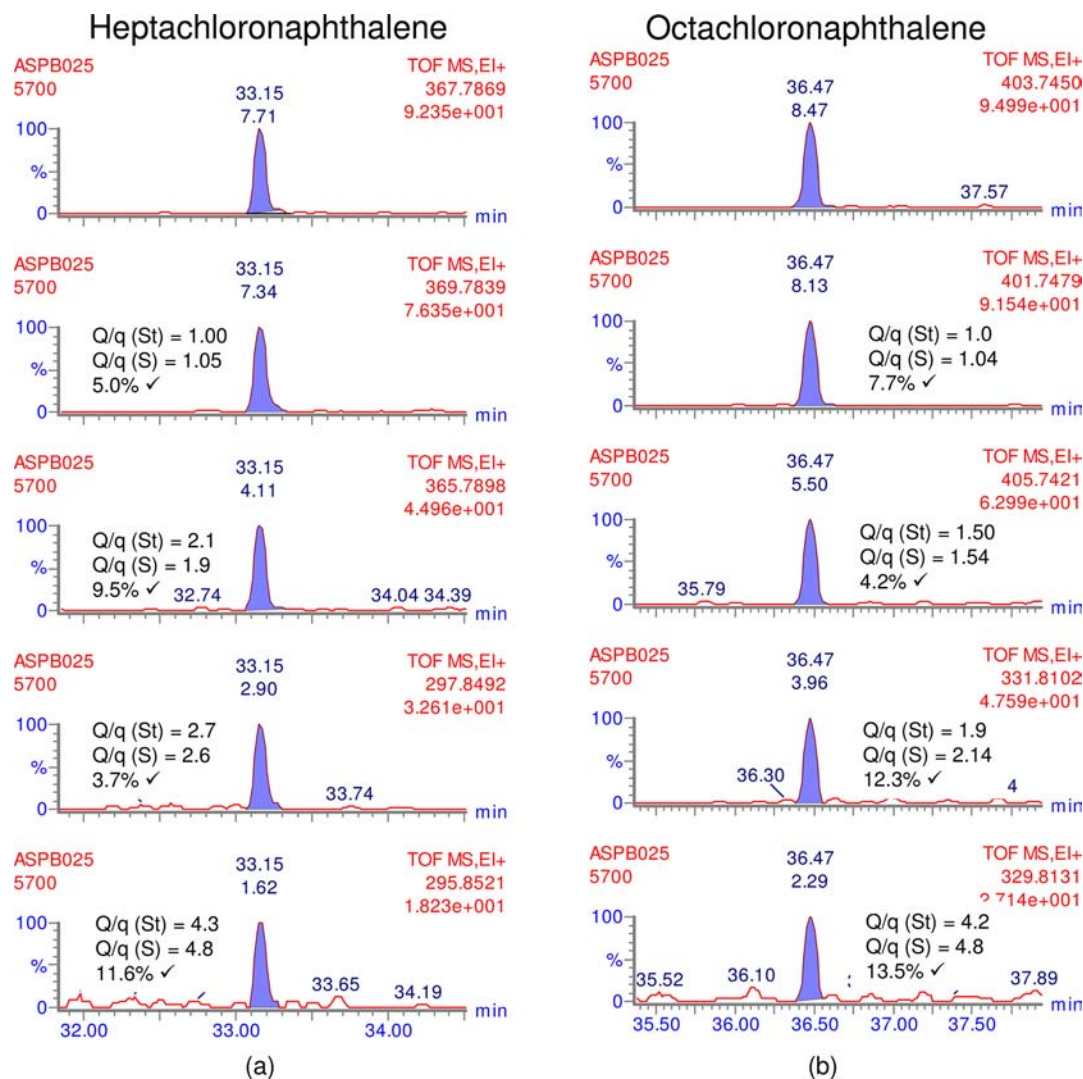 Heptachloronaphthalene
ASPB025
5700
TOF MS,EI+
367.7869
9.235e+001
33.15
7.71
100
%
0
min
ASPB025
5700
TOF MS,EI+
369.7839
7.635e+001
33.15
7.34
Q/q (St) = 1.00
Q/q (S) = 1.05
5.0% ✓
100
%
0
min
ASPB025
5700
TOF MS,EI+
365.7898
4.496e+001
33.15
4.11
Q/q (St) = 2.1
Q/q (S) = 1.9
9.5% ✓
100
%
0
32.74
34.04 34.39
min
ASPB025
5700
TOF MS,EI+
297.8492
3.261e+001
33.15
2.90
Q/q (St) = 2.7
Q/q (S) = 2.6
3.7% ✓
100
%
0
33.74
min
ASPB025
5700
TOF MS,EI+
295.8521
1.823e+001
33.15
1.62
Q/q (St) = 4.3
Q/q (S) = 4.8
11.6% ✓
100
%
0
33.65
34.19
min
32.00 33.00 34.00
(a)
Octachloronaphthalene
ASPB025
5700
TOF MS,EI+
403.7450
9.499e+001
36.47
8.47
100
%
0
37.57
min
ASPB025
5700
TOF MS,EI+
401.7479
9.154e+001
36.47
8.13
Q/q (St) = 1.0
Q/q (S) = 1.04
7.7% ✓
100
%
0
min
ASPB025
5700
TOF MS,EI+
405.7421
6.299e+001
36.47
5.50
Q/q (St) = 1.50
Q/q (S) = 1.54
4.2% ✓
100
%
0
35.79
min
ASPB025
5700
TOF MS,EI+
331.8102
4.759e+001
36.47
3.96
Q/q (St) = 1.9
Q/q (S) = 2.14
12.3% ✓
100
%
0
36.30
4
min
ASPB025
5700
TOF MS,EI+
329.8131
2.714e+001
36.47
2.29
Q/q (St) = 4.2
Q/q (S) = 4.8
13.5% ✓
100
%
0
35.52
36.10
37.89
min
35.50 36.00 36.50 37.00 37.50
(b)